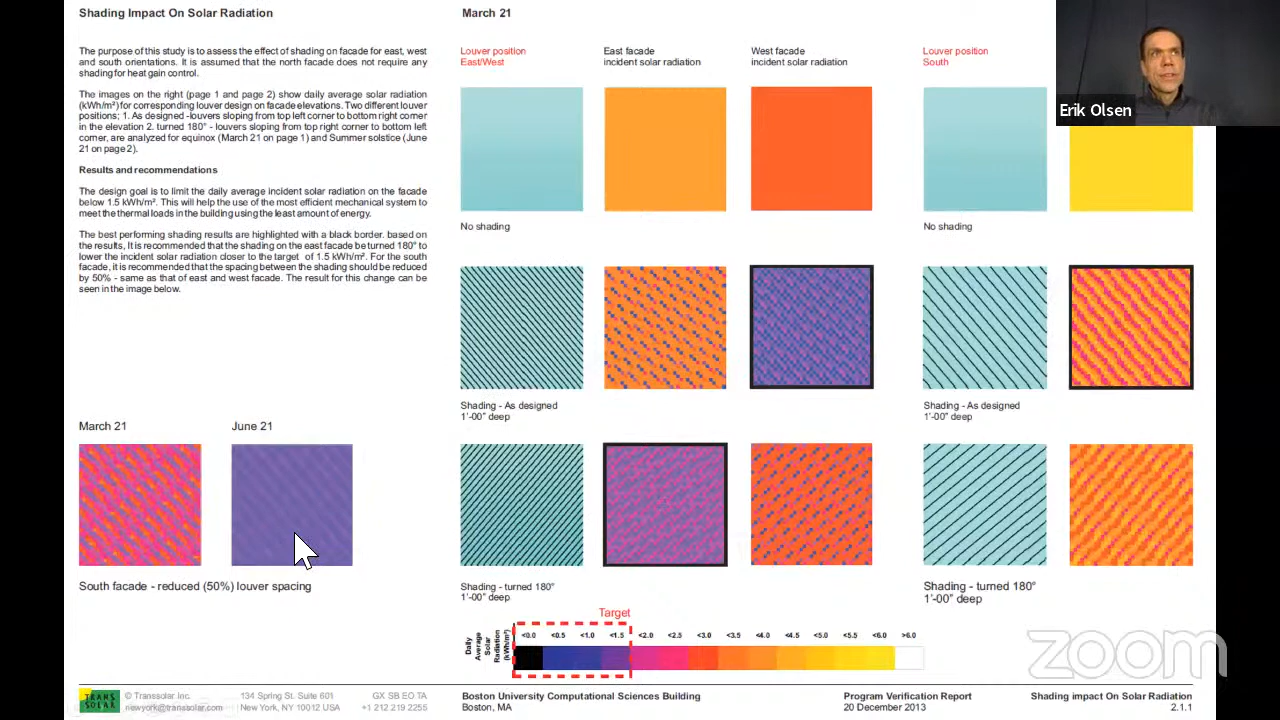 Shading Impact On Solar Radiation
The purpose of this study is to assess the effect of shading on facade for east, west
and south orientations. It is assumed that the north facade does not require any
shading for heat gain control.
The images on the right (page 1 and page 2) show daily average solar radiation
(kWh/m²) for corresponding louver design on facade elevations. Two different louver
positions; 1. As designed -louvers sloping from top left corner to bottom right corner
in the elevation 2. turned 180° - louvers sloping from top right corner to bottom left
corner, are analyzed for equinox (March 21 on page 1) and Summer solstice (June
21 on page 2).
Results and recommendations
The design goal is to limit the daily average incident solar radiation on the facade
below 1.5 kWh/m². This will help the use of the most efficient mechanical system to
meet the thermal loads in the building using the least amount of energy.
The best performing shading results are highlighted with a black border. based on
the results, It is recommended that the shading on the east facade be turned 180° to
lower the incident solar radiation closer to the target of 1.5 kWh/m². For the south
facade, it is recommended that the spacing between the shading should be reduced
by 50% - same as that of east and west facade. The result for this change can be
seen in the image below.
March 21
June 21
South facade - reduced (50%) louver spacing
March 21
Louver position
East/West
East facade
incident solar radiation
West facade
incident solar radiation
Louver position
South
Erik Olsen
No shading
No shading
Shading - As designed
1'-00" deep
Shading - As designed
1'-00" deep
Shading - turned 180°
1'-00" deep
Shading - turned 180°
1'-00" deep
Target
Daily
Average
Solar
Radiation
(kWh/m²)
<0.0 <0.5 <1.0 <1.5 <2.0 <2.5 <3.0 <3.5 <4.0 <4.5 <5.0 <5.5 <6.0 >6.0
zoom
TRANS
SOLAR
© Transsolar Inc.
newyork@transsolar.com
134 Spring St. Suite 601
New York, NY 10012 USA
GX SB EO TA
+1 212 219 2255
Boston University Computational Sciences Building
Boston, MA
Program Verification Report
20 December 2013
Shading impact On Solar Radiation
2.1.1